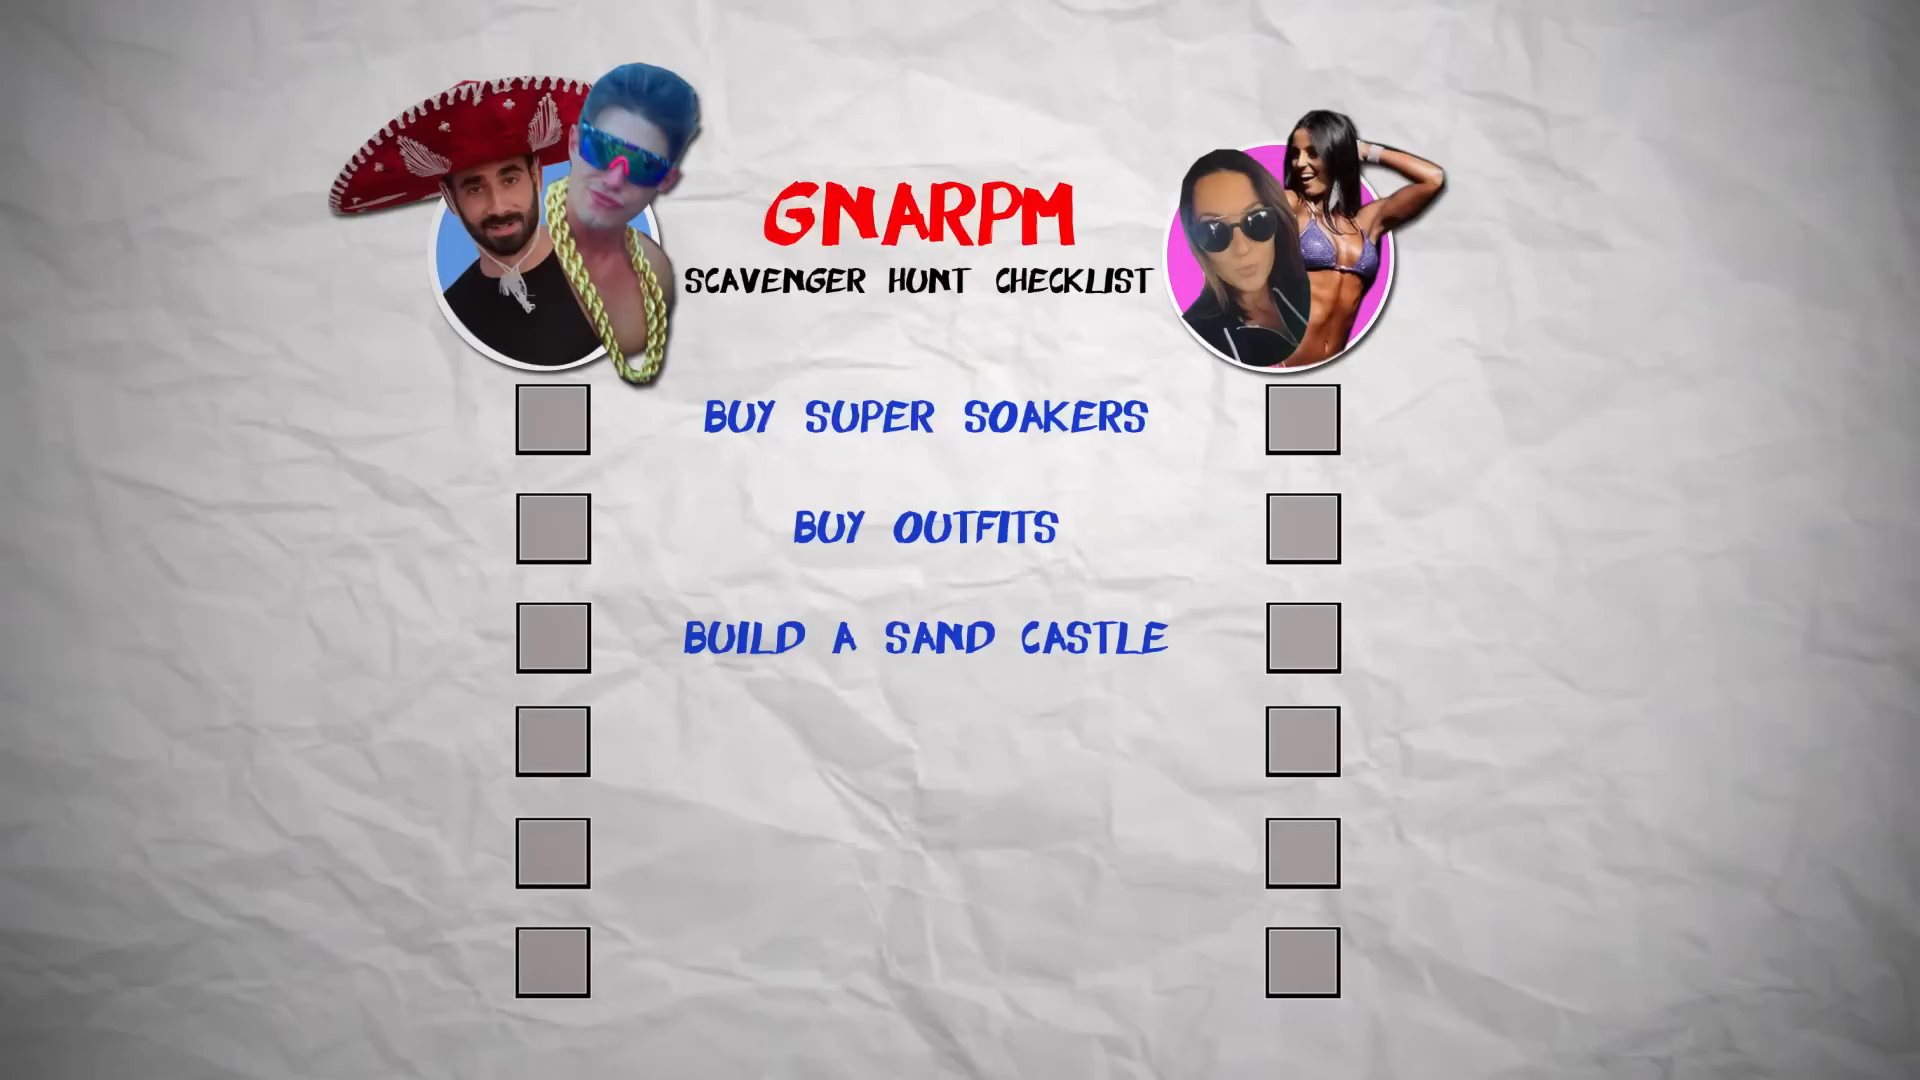 GNARPM
SCAVENGER HUNT CHECKLIST
BUY SUPER SOAKERS
BUY OUTFITS
BUILD A SAND CASTLE